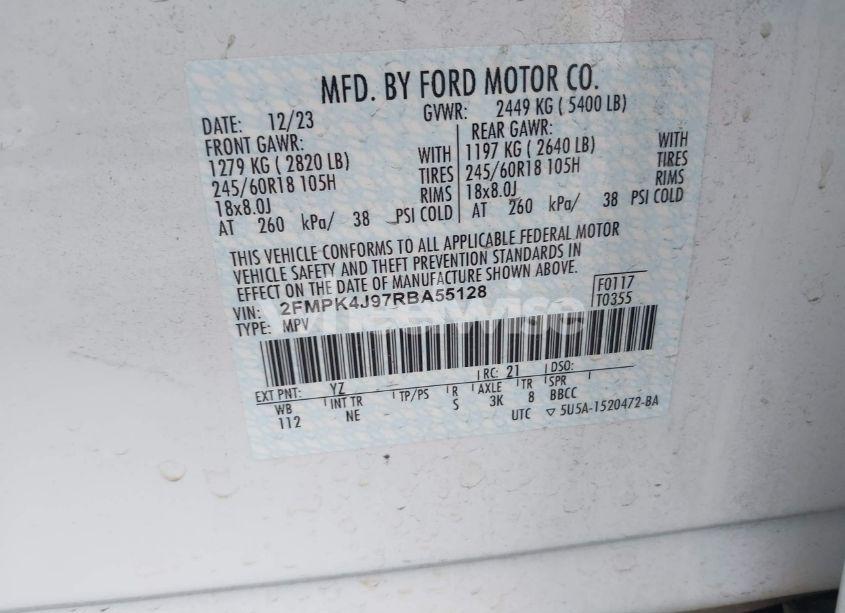 MFD. BY FORD MOTOR CO.
DATE: 12/23 GVWR: 2449 KG ( 5400 LB)
FRONT GAWR: REAR GAWR:
1279 KG ( 2820 LB) WITH 1197 KG ( 2640 LB) WITH
245/60R18 105H TIRES 245/60R18 105H TIRES
18x8.0J RIMS 18x8.0J RIMS
AT 260 kPa/ 38 PSI COLD AT 260 kPa/ 38 PSI COLD
THIS VEHICLE CONFORMS TO ALL APPLICABLE FEDERAL MOTOR
VEHICLE SAFETY AND THEFT PREVENTION STANDARDS IN
EFFECT ON THE DATE OF MANUFACTURE SHOWN ABOVE.
VIN: 2FMPK4J97RBA55128 F0117
TYPE: MPV T0355
wheelwise
EXT PNT: YZ RC: 21 DSO:
WB INT TR TP/PS R AXLE TR SPR
112 NE S 3K 8 BBCC
UTC ▽ 5U5A-1520472-BA